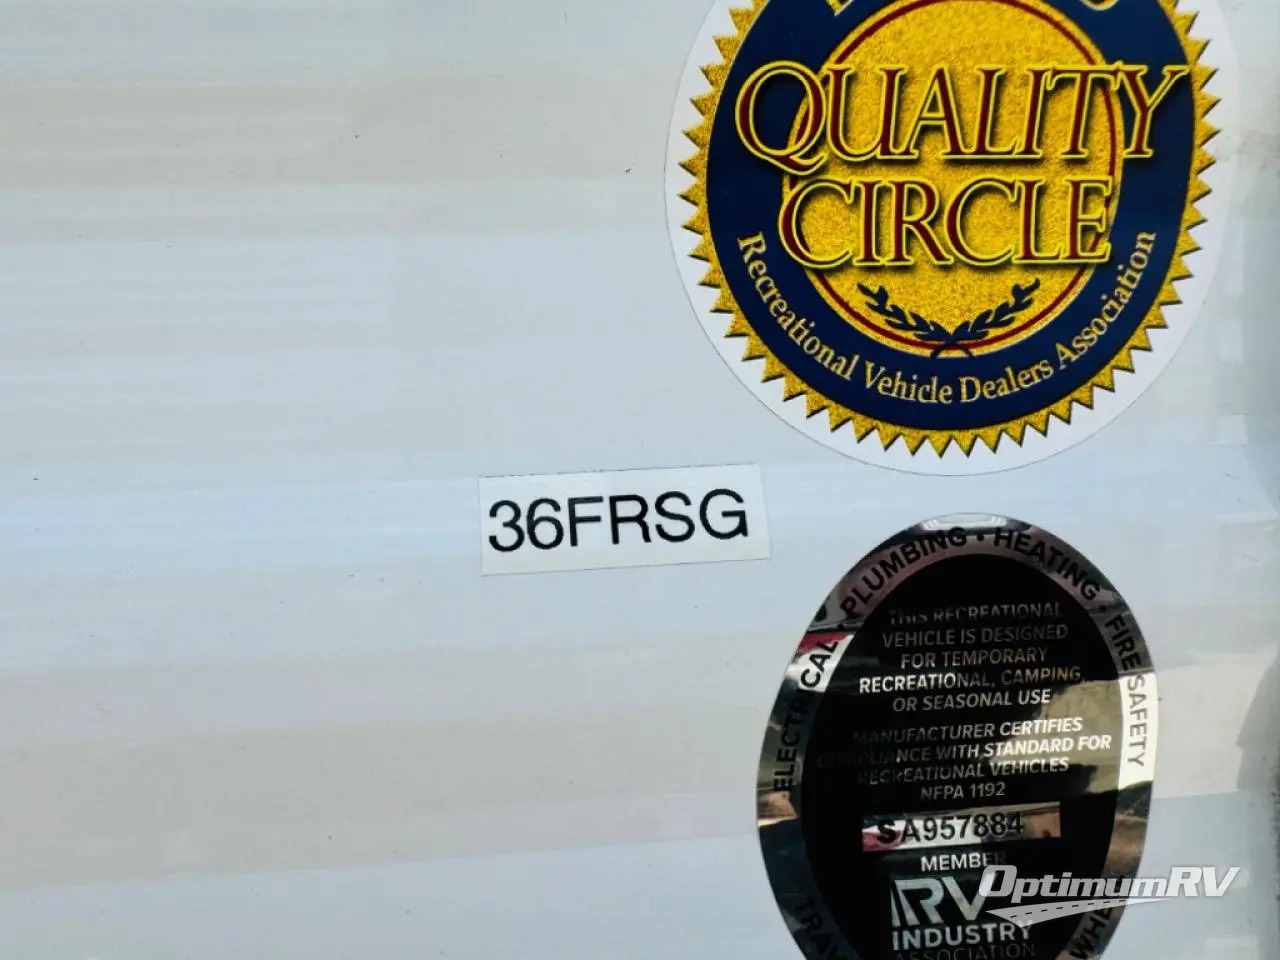 QUALITY
CIRCLE
Recreational Vehicle Dealers Association
36FRSG
ELECTRICAL • PLUMBING • HEATING • FIRE SAFETY
THIS RECREATIONAL
VEHICLE IS DESIGNED
FOR TEMPORARY
RECREATIONAL, CAMPING,
OR SEASONAL USE
MANUFACTURER CERTIFIES
COMPLIANCE WITH STANDARD FOR
RECREATIONAL VEHICLES
NFPA 1192
SA957884
MEMBER
RV
INDUSTRY
ASSOCIATION
OptimumRV